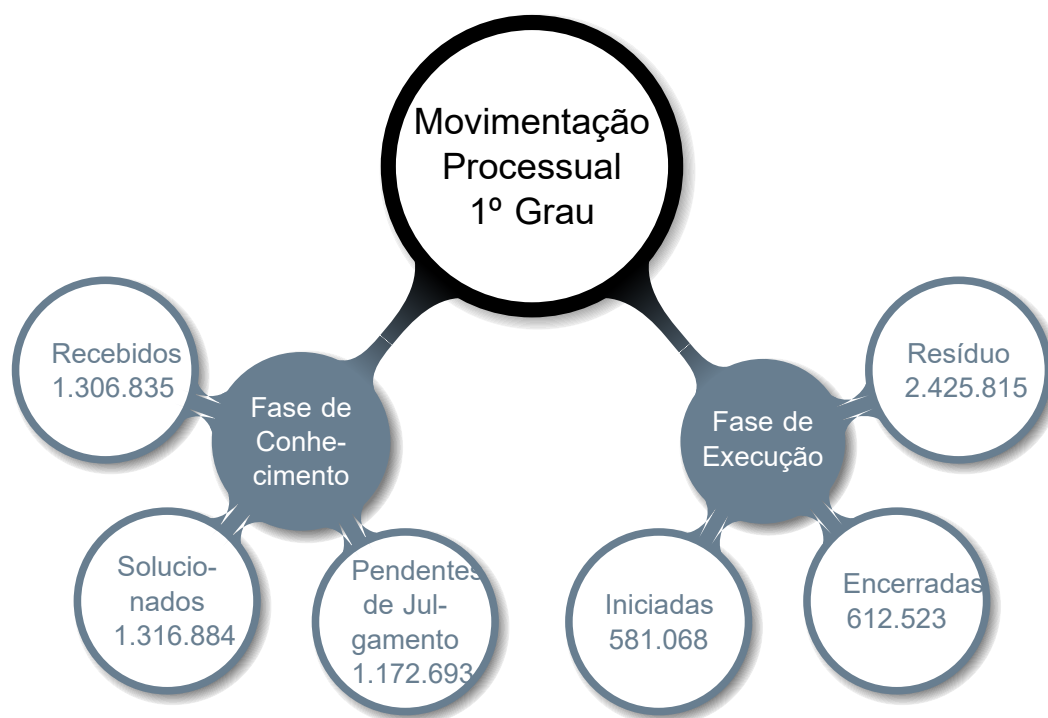 Movimentação
Processual
1º Grau
Recebidos
1.306.835
Fase de
Conhe-
cimento
Solucio-
nados
1.316.884
Pendentes
de Jul-
gamento
1.172.693
Fase de
Execução
Resíduo
2.425.815
Iniciadas
581.068
Encerradas
612.523